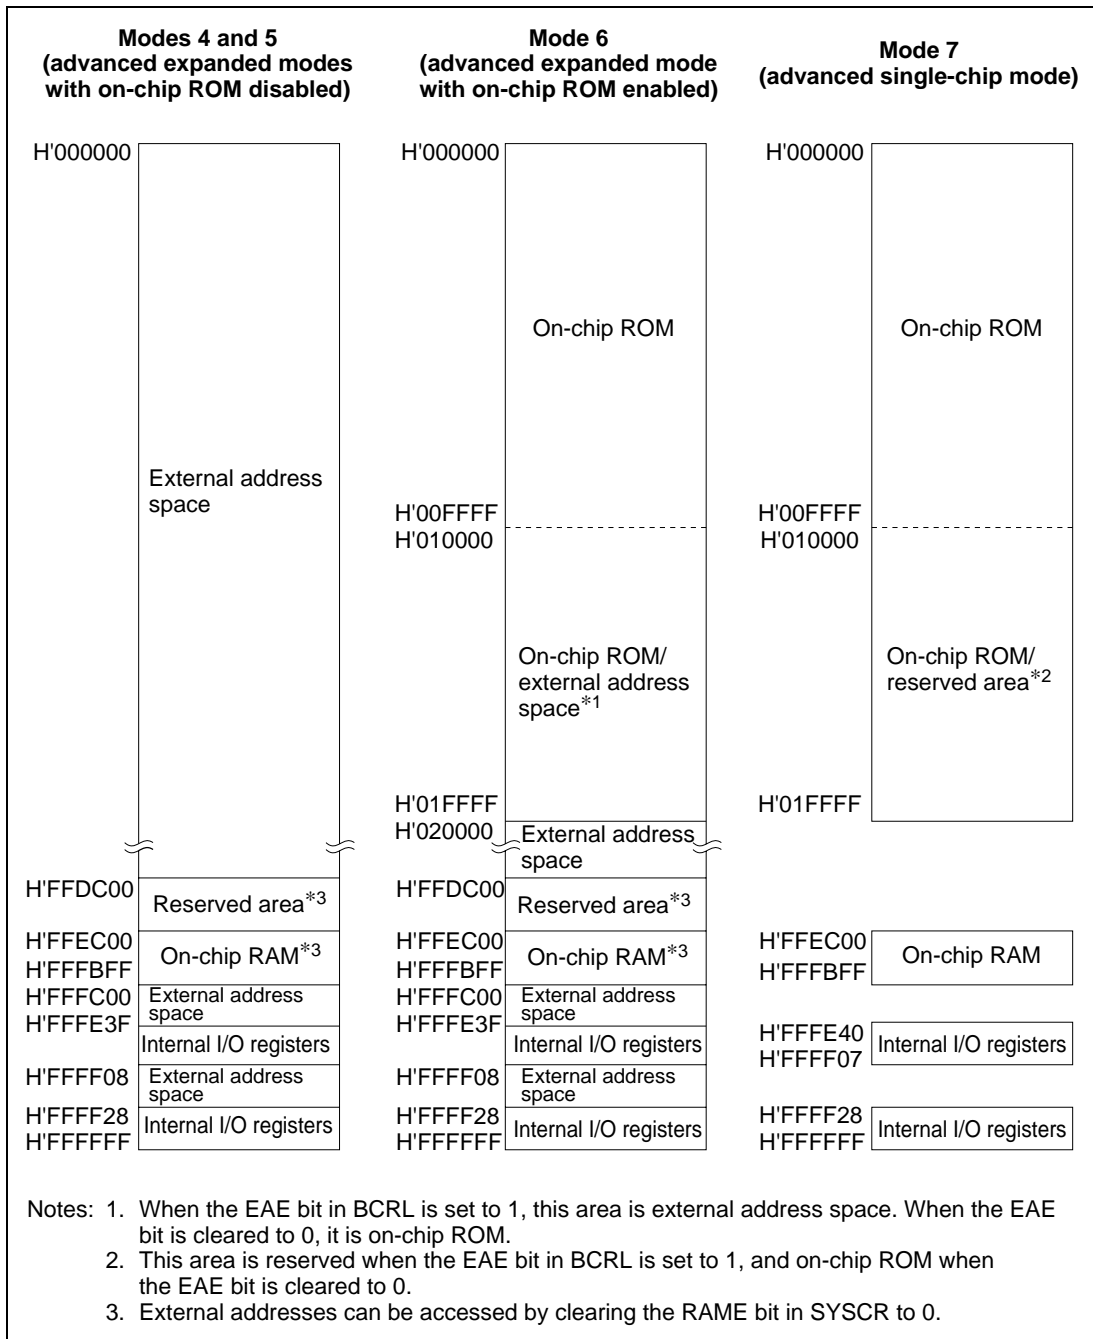 Modes 4 and 5
(advanced expanded modes
with on-chip ROM disabled)
H'000000
External address
space
H'FFDC00
Reserved area*3
H'FFEC00
On-chip RAM*3
H'FFFBFF
H'FFFC00
External address
space
H'FFFE3F
Internal I/O registers
H'FFFF08
External address
space
H'FFFF28
Internal I/O registers
H'FFFFFF
Mode 6
(advanced expanded mode
with on-chip ROM enabled)
H'000000
On-chip ROM
H'00FFFF
H'010000
On-chip ROM/
external address
space*1
H'01FFFF
H'020000
External address
space
H'FFDC00
Reserved area*3
H'FFEC00
On-chip RAM*3
H'FFFBFF
H'FFFC00
External address
space
H'FFFE3F
Internal I/O registers
H'FFFF08
External address
space
H'FFFF28
Internal I/O registers
H'FFFFFF
Mode 7
(advanced single-chip mode)
H'000000
On-chip ROM
H'00FFFF
H'010000
On-chip ROM/
reserved area*2
H'01FFFF
H'FFEC00
On-chip RAM
H'FFFBFF
H'FFFE40
Internal I/O registers
H'FFFF07
H'FFFF28
Internal I/O registers
H'FFFFFF
Notes: 1. When the EAE bit in BCRL is set to 1, this area is external address space. When the EAE
bit is cleared to 0, it is on-chip ROM.
2. This area is reserved when the EAE bit in BCRL is set to 1, and on-chip ROM when
the EAE bit is cleared to 0.
3. External addresses can be accessed by clearing the RAME bit in SYSCR to 0.